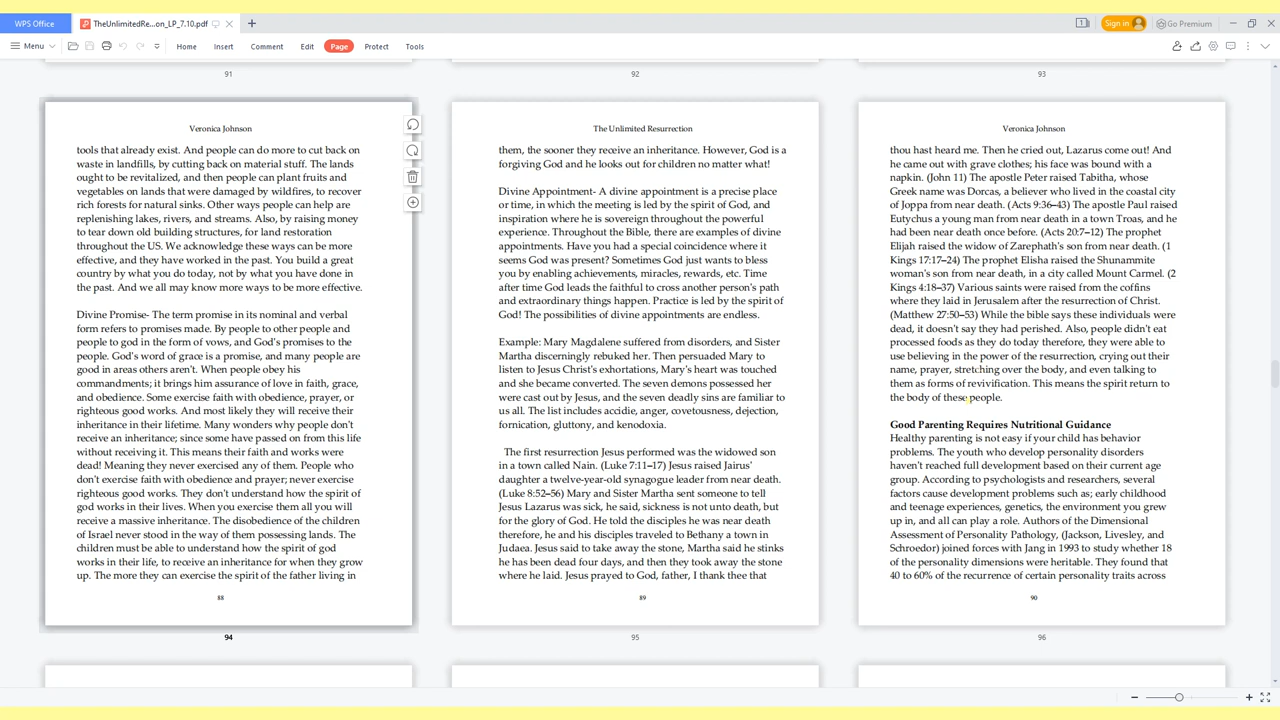 WPS Office
TheUnlimitedRe...on_LP_7.10.pdf
1
Sign in
Go Premium
Menu
Home
Insert
Comment
Edit
Page
Protect
Tools
91
92
93
Veronica Johnson
tools that already exist. And people can do more to cut back on
waste in landfills, by cutting back on material stuff. The lands
ought to be revitalized, and then people can plant fruits and
vegetables on lands that were damaged by wildfires, to recover
rich forests for natural sinks. Other ways people can help are
replenishing lakes, rivers, and streams. Also, by raising money
to tear down old building structures, for land restoration
throughout the US. We acknowledge these ways can be more
effective, and they have worked in the past. You build a great
country by what you do today, not by what you have done in
the past. And we all may know more ways to be more effective.
Divine Promise- The term promise in its nominal and verbal
form refers to promises made. By people to other people and
people to god in the form of vows, and God's promises to the
people. God's word of grace is a promise, and many people are
good in areas others aren't. When people obey his
commandments; it brings him assurance of love in faith, grace,
and obedience. Some exercise faith with obedience, prayer, or
righteous good works. And most likely they will receive their
inheritance in their lifetime. Many wonders why people don't
receive an inheritance; since some have passed on from this life
without receiving it. This means their faith and works were
dead! Meaning they never exercised any of them. People who
don't exercise faith with obedience and prayer; never exercise
righteous good works. They don't understand how the spirit of
god works in their lives. When you exercise them all you will
receive a massive inheritance. The disobedience of the children
of Israel never stood in the way of them possessing lands. The
children must be able to understand how the spirit of god
works in their life, to receive an inheritance for when they grow
up. The more they can exercise the spirit of the father living in
88
94
The Unlimited Resurrection
them, the sooner they receive an inheritance. However, God is a
forgiving God and he looks out for children no matter what!
Divine Appointment- A divine appointment is a precise place
or time, in which the meeting is led by the spirit of God, and
inspiration where he is sovereign throughout the powerful
experience. Throughout the Bible, there are examples of divine
appointments. Have you had a special coincidence where it
seems God was present? Sometimes God just wants to bless
you by enabling achievements, miracles, rewards, etc. Time
after time God leads the faithful to cross another person's path
and extraordinary things happen. Practice is led by the spirit of
God! The possibilities of divine appointments are endless.
Example: Mary Magdalene suffered from disorders, and Sister
Martha discerningly rebuked her. Then persuaded Mary to
listen to Jesus Christ's exhortations, Mary's heart was touched
and she became converted. The seven demons possessed her
were cast out by Jesus, and the seven deadly sins are familiar to
us all. The list includes accidie, anger, covetousness, dejection,
fornication, gluttony, and kenodoxia.
The first resurrection Jesus performed was the widowed son
in a town called Nain. (Luke 7:11–17) Jesus raised Jairus'
daughter a twelve-year-old synagogue leader from near death.
(Luke 8:52–56) Mary and Sister Martha sent someone to tell
Jesus Lazarus was sick, he said, sickness is not unto death, but
for the glory of God. He told the disciples he was near death
therefore, he and his disciples traveled to Bethany a town in
Judaea. Jesus said to take away the stone, Martha said he stinks
he has been dead four days, and then they took away the stone
where he laid. Jesus prayed to God, father, I thank thee that
89
95
Veronica Johnson
thou hast heard me. Then he cried out, Lazarus come out! And
he came out with grave clothes; his face was bound with a
napkin. (John 11) The apostle Peter raised Tabitha, whose
Greek name was Dorcas, a believer who lived in the coastal city
of Joppa from near death. (Acts 9:36–43) The apostle Paul raised
Eutychus a young man from near death in a town Troas, and he
had been near death once before. (Acts 20:7–12) The prophet
Elijah raised the widow of Zarephath's son from near death. (1
Kings 17:17–24) The prophet Elisha raised the Shunammite
woman's son from near death, in a city called Mount Carmel. (2
Kings 4:18–37) Various saints were raised from the coffins
where they laid in Jerusalem after the resurrection of Christ.
(Matthew 27:50–53) While the bible says these individuals were
dead, it doesn't say they had perished. Also, people didn't eat
processed foods as they do today therefore, they were able to
use believing in the power of the resurrection, crying out their
name, prayer, stretching over the body, and even talking to
them as forms of revivification. This means the spirit return to
the body of these people.
Good Parenting Requires Nutritional Guidance
Healthy parenting is not easy if your child has behavior
problems. The youth who develop personality disorders
haven't reached full development based on their current age
group. According to psychologists and researchers, several
factors cause development problems such as; early childhood
and teenage experiences, genetics, the environment you grew
up in, and all can play a role. Authors of the Dimensional
Assessment of Personality Pathology, (Jackson, Livesley, and
Schroedor) joined forces with Jang in 1993 to study whether 18
of the personality dimensions were heritable. They found that
40 to 60% of the recurrence of certain personality traits across
90
96